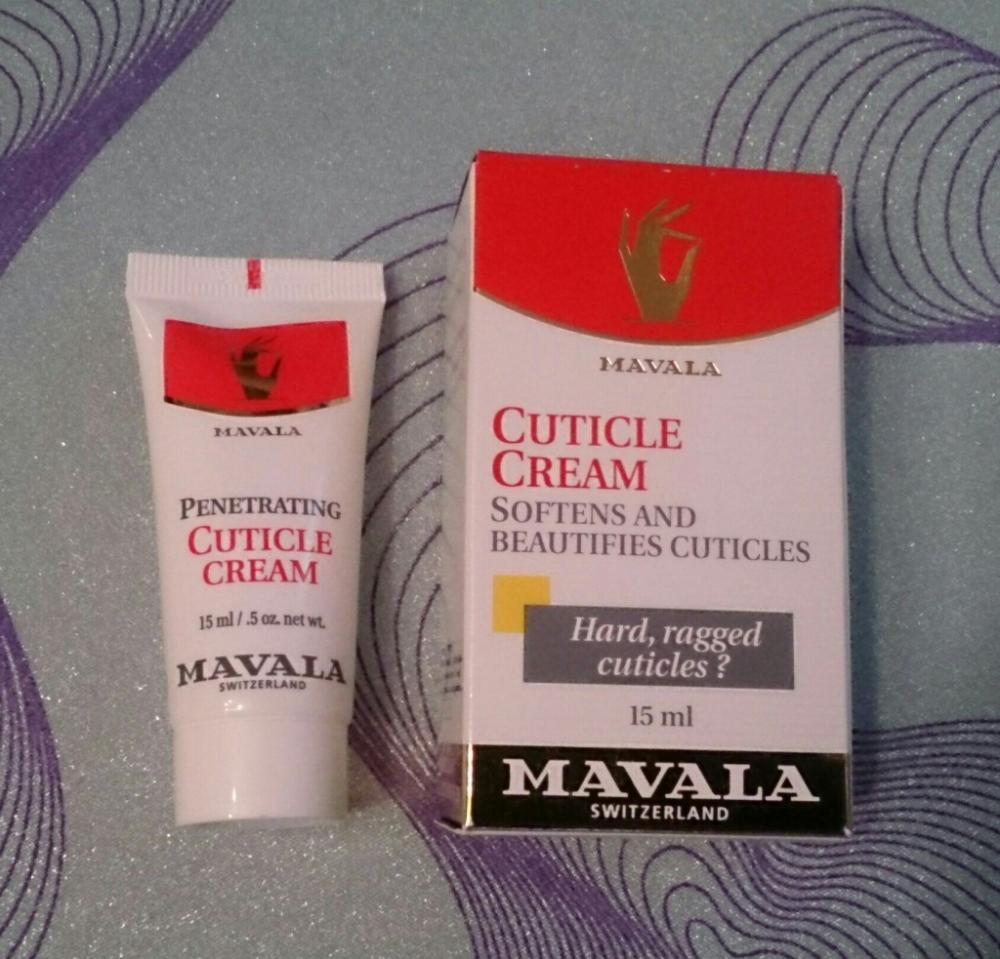 MAVALA
PENETRATING
CUTICLE
CREAM
15 ml / .5 oz. net wt.
MAVALA
SWITZERLAND
MAVALA
CUTICLE
CREAM
SOFTENS AND
BEAUTIFIES CUTICLES
Hard, ragged
cuticles ?
15 ml
MAVALA
SWITZERLAND